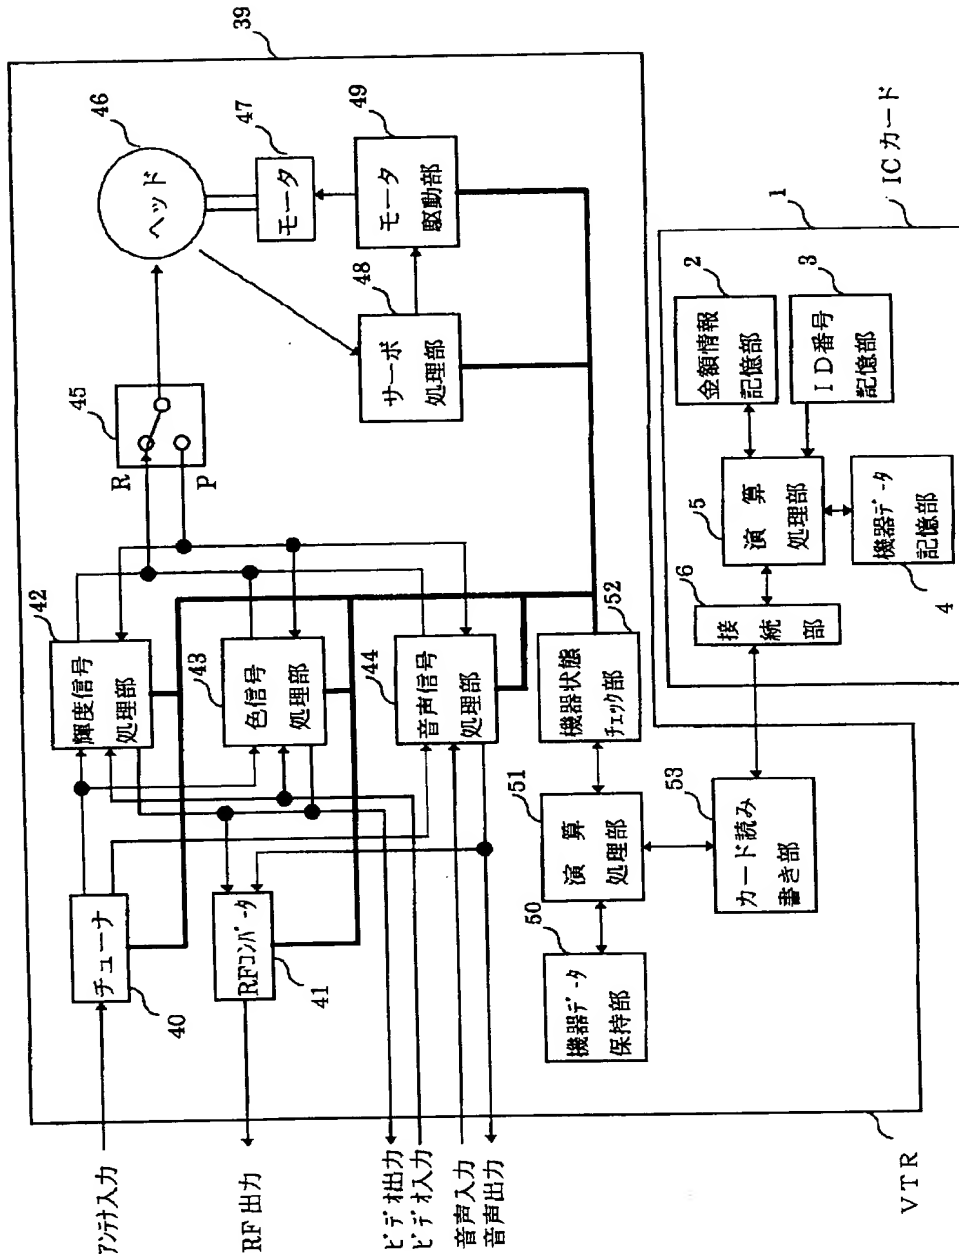 39
アンテナ入力
チューナ
40
RF出力
RFコンバータ
41
ビデオ出力
ビデオ入力
音声入力
音声出力
42
輝度信号
処理部
43
色信号
処理部
44
音声信号
処理部
45
R
P
46
ヘッド
47
モータ
48
サーボ
処理部
49
モータ
駆動部
50
機器データ
保持部
51
演算
処理部
52
機器状態
チェック部
53
カード読み
書き部
VTR
ICカード
1
2
金額情報
記憶部
3
ID番号
記憶部
4
機器データ
記憶部
5
演算
処理部
6
接続部